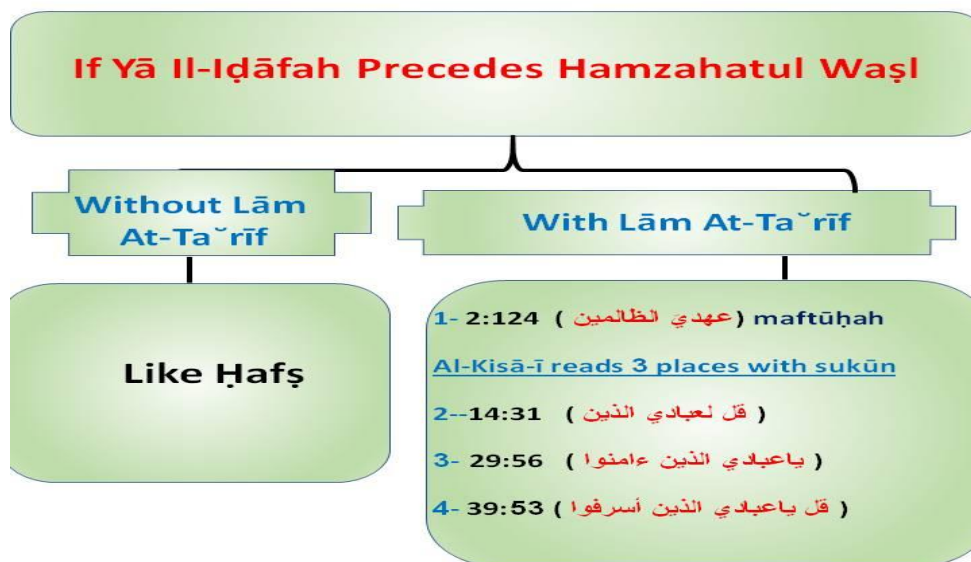 If Yā Il-Iḍāfah Precedes Hamzahatul Waṣl
Without Lām
At-Ta˘rīf
With Lām At-Ta˘rīf
Like Ḥafṣ
1- 2:124 ( عهديَ الظالمين) maftūḥah
Al-Kisā-ī reads 3 places with sukūn
2--14:31 ( قل لعبادي الذين )
3- 29:56 ( ياعبادي الذين ءامنوا )
4- 39:53 ( قل ياعبادي الذين أسرفوا )